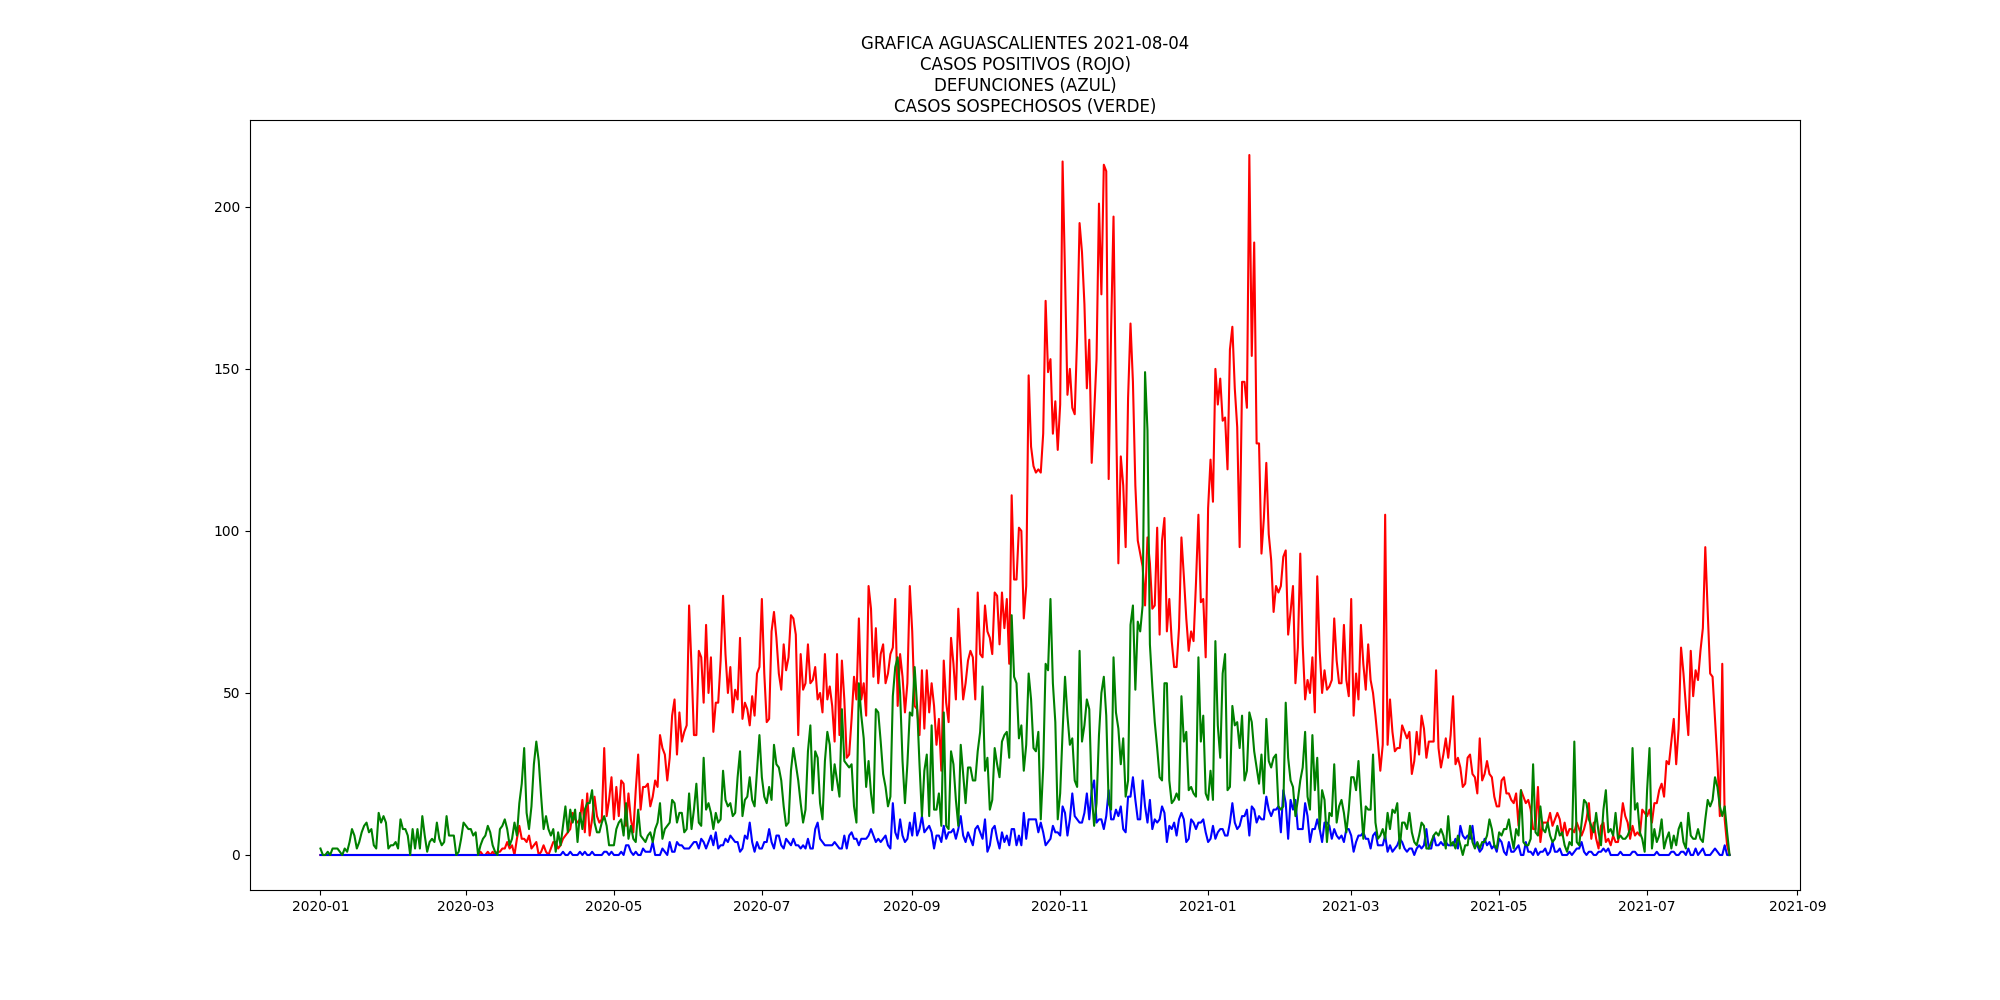 GRAFICA AGUASCALIENTES 2021-08-04
CASOS POSITIVOS (ROJO)
DEFUNCIONES (AZUL)
CASOS SOSPECHOSOS (VERDE)
200
150
100
50
0
2020-01 2020-03 2020-05 2020-07 2020-09 2020-11 2021-01 2021-03 2021-05 2021-07 2021-09